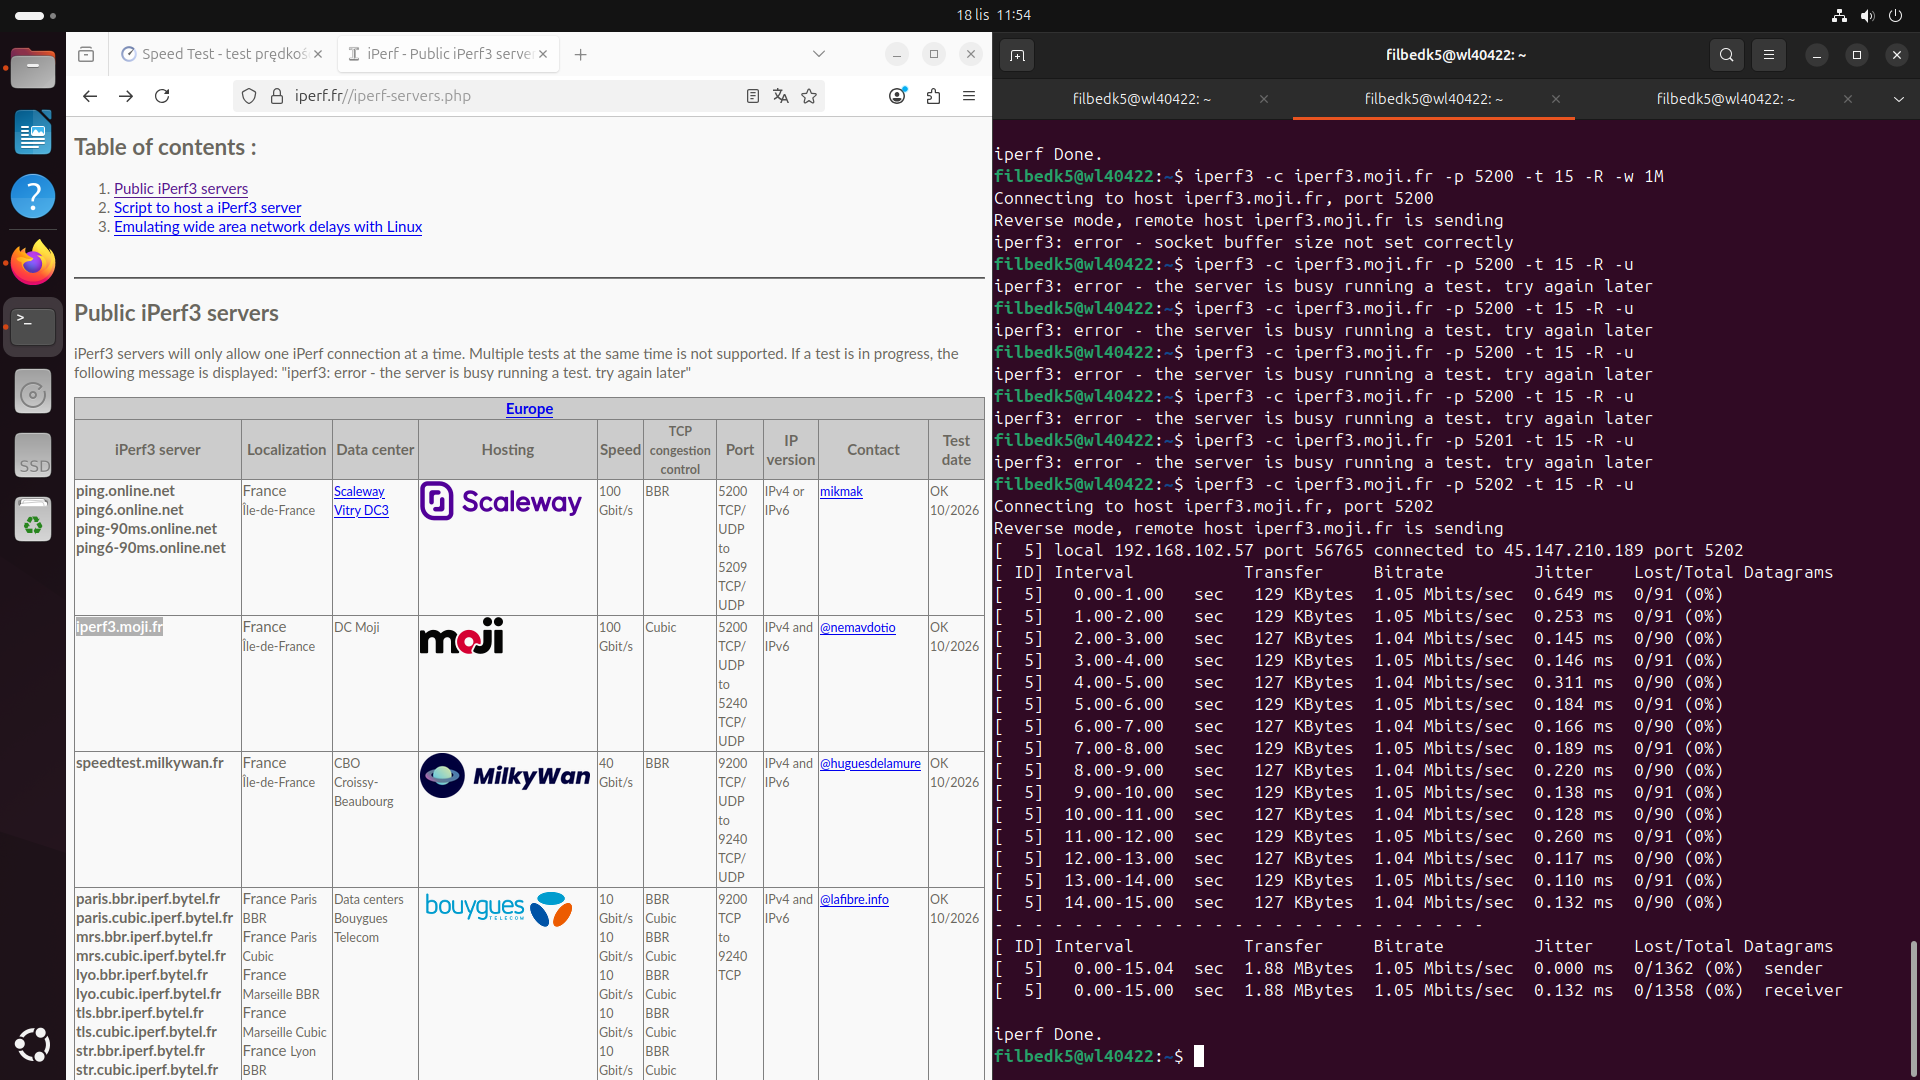 18 lis 11:54
Speed Test - test prędkoś
iPerf - Public iPerf3 serve
iperf.fr//iperf-servers.php
Table of contents :
1. Public iPerf3 servers
2. Script to host a iPerf3 server
3. Emulating wide area network delays with Linux
Public iPerf3 servers
iPerf3 servers will only allow one iPerf connection at a time. Multiple tests at the same time is not supported. If a test is in progress, the
following message is displayed: "iperf3: error - the server is busy running a test. try again later"
Europe
iPerf3 server Localization Data center Hosting Speed TCP congestion control Port IP version Contact Test date
ping.online.net
ping6.online.net
ping-90ms.online.net
ping6-90ms.online.net
France
Île-de-France
Scaleway
Vitry DC3
Scaleway
100
Gbit/s
BBR
5200
TCP/
UDP
to
5209
TCP/
UDP
IPv4 or
IPv6
mikmak
OK
10/2026
iperf3.moji.fr
France
Île-de-France
DC Moji
moji
100
Gbit/s
Cubic
5200
TCP/
UDP
to
5240
TCP/
UDP
IPv4 and
IPv6
@nemavdotio
OK
10/2026
speedtest.milkywan.fr
France
Île-de-France
CBO
Croissy-
Beaubourg
MilkyWan
40
Gbit/s
BBR
9200
TCP/
UDP
to
9240
TCP/
UDP
IPv4 and
IPv6
@huguesdelamure
OK
10/2026
paris.bbr.iperf.bytel.fr
paris.cubic.iperf.bytel.fr
mrs.bbr.iperf.bytel.fr
mrs.cubic.iperf.bytel.fr
lyo.bbr.iperf.bytel.fr
lyo.cubic.iperf.bytel.fr
tls.bbr.iperf.bytel.fr
tls.cubic.iperf.bytel.fr
str.bbr.iperf.bytel.fr
str.cubic.iperf.bytel.fr
France Paris
BBR
France Paris
Cubic
France
Marseille BBR
France
Marseille Cubic
France Lyon
BBR
Data centers
Bouygues
Telecom
bouygues
TELECOM
10
Gbit/s
10
Gbit/s
10
Gbit/s
10
Gbit/s
10
Gbit/s
BBR
Cubic
BBR
Cubic
BBR
Cubic
BBR
Cubic
BBR
Cubic
9200
TCP
to
9240
TCP
IPv4 and
IPv6
@lafibre.info
OK
10/2026
SSD
filbedk5@wl40422: ~
filbedk5@wl40422: ~
filbedk5@wl40422: ~
filbedk5@wl40422: ~
iperf Done.
filbedk5@wl40422:~$ iperf3 -c iperf3.moji.fr -p 5200 -t 15 -R -w 1M
Connecting to host iperf3.moji.fr, port 5200
Reverse mode, remote host iperf3.moji.fr is sending
iperf3: error - socket buffer size not set correctly
filbedk5@wl40422:~$ iperf3 -c iperf3.moji.fr -p 5200 -t 15 -R -u
iperf3: error - the server is busy running a test. try again later
filbedk5@wl40422:~$ iperf3 -c iperf3.moji.fr -p 5200 -t 15 -R -u
iperf3: error - the server is busy running a test. try again later
filbedk5@wl40422:~$ iperf3 -c iperf3.moji.fr -p 5200 -t 15 -R -u
iperf3: error - the server is busy running a test. try again later
filbedk5@wl40422:~$ iperf3 -c iperf3.moji.fr -p 5200 -t 15 -R -u
iperf3: error - the server is busy running a test. try again later
filbedk5@wl40422:~$ iperf3 -c iperf3.moji.fr -p 5201 -t 15 -R -u
iperf3: error - the server is busy running a test. try again later
filbedk5@wl40422:~$ iperf3 -c iperf3.moji.fr -p 5202 -t 15 -R -u
Connecting to host iperf3.moji.fr, port 5202
Reverse mode, remote host iperf3.moji.fr is sending
[  5] local 192.168.102.57 port 56765 connected to 45.147.210.189 port 5202
[ ID] Interval           Transfer     Bitrate         Jitter    Lost/Total Datagrams
[  5]   0.00-1.00   sec   129 KBytes  1.05 Mbits/sec  0.649 ms  0/91 (0%)
[  5]   1.00-2.00   sec   129 KBytes  1.05 Mbits/sec  0.253 ms  0/91 (0%)
[  5]   2.00-3.00   sec   127 KBytes  1.04 Mbits/sec  0.145 ms  0/90 (0%)
[  5]   3.00-4.00   sec   129 KBytes  1.05 Mbits/sec  0.146 ms  0/91 (0%)
[  5]   4.00-5.00   sec   127 KBytes  1.04 Mbits/sec  0.311 ms  0/90 (0%)
[  5]   5.00-6.00   sec   129 KBytes  1.05 Mbits/sec  0.184 ms  0/91 (0%)
[  5]   6.00-7.00   sec   127 KBytes  1.04 Mbits/sec  0.166 ms  0/90 (0%)
[  5]   7.00-8.00   sec   129 KBytes  1.05 Mbits/sec  0.189 ms  0/91 (0%)
[  5]   8.00-9.00   sec   127 KBytes  1.04 Mbits/sec  0.220 ms  0/90 (0%)
[  5]   9.00-10.00  sec   129 KBytes  1.05 Mbits/sec  0.138 ms  0/91 (0%)
[  5]  10.00-11.00  sec   127 KBytes  1.04 Mbits/sec  0.128 ms  0/90 (0%)
[  5]  11.00-12.00  sec   129 KBytes  1.05 Mbits/sec  0.260 ms  0/91 (0%)
[  5]  12.00-13.00  sec   127 KBytes  1.04 Mbits/sec  0.117 ms  0/90 (0%)
[  5]  13.00-14.00  sec   129 KBytes  1.05 Mbits/sec  0.110 ms  0/91 (0%)
[  5]  14.00-15.00  sec   127 KBytes  1.04 Mbits/sec  0.132 ms  0/90 (0%)
- - - - - - - - - - - - - - - - - - - - - - - - -
[ ID] Interval           Transfer     Bitrate         Jitter    Lost/Total Datagrams
[  5]   0.00-15.04  sec  1.88 MBytes  1.05 Mbits/sec  0.000 ms  0/1362 (0%)  sender
[  5]   0.00-15.00  sec  1.88 MBytes  1.05 Mbits/sec  0.132 ms  0/1358 (0%)  receiver
iperf Done.
filbedk5@wl40422:~$